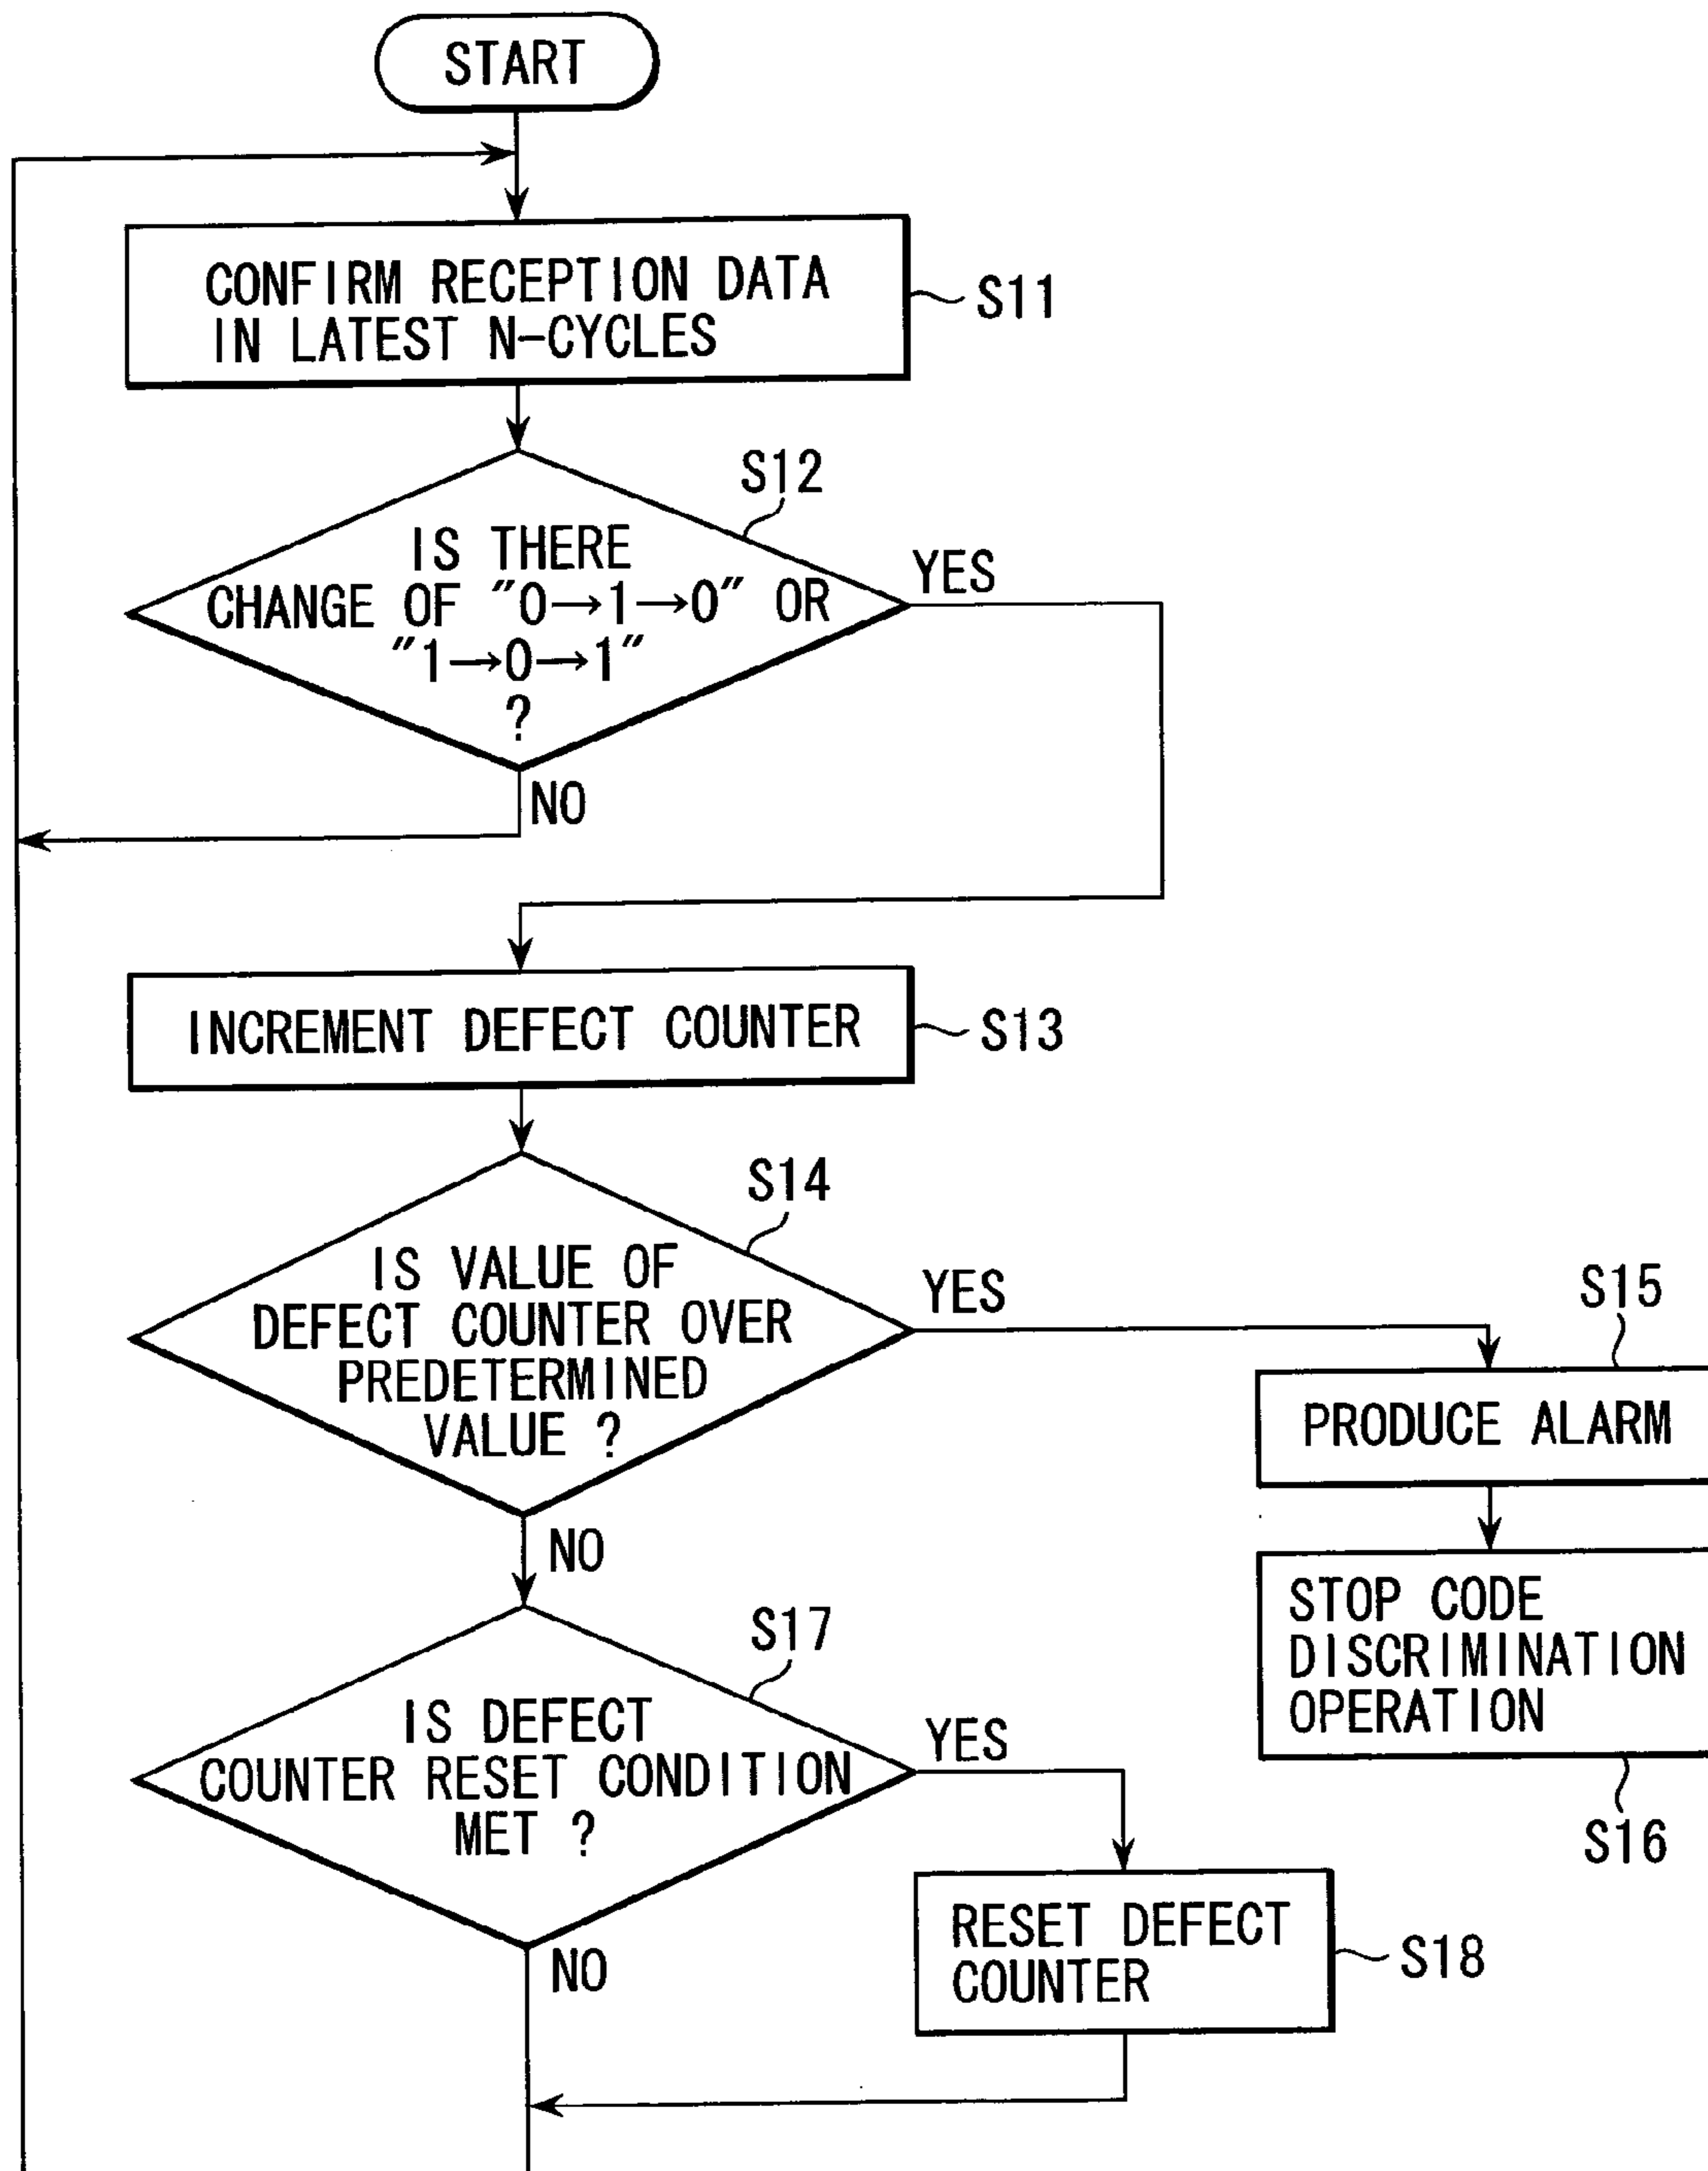 START
CONFIRM RECEPTION DATA
IN LATEST N-CYCLES
S11
S12
IS THERE
CHANGE OF "0→1→0" OR
"1→0→1"
?
YES
NO
INCREMENT DEFECT COUNTER
S13
S14
IS VALUE OF
DEFECT COUNTER OVER
PREDETERMINED
VALUE ?
YES
NO
S15
PRODUCE ALARM
STOP CODE
DISCRIMINATION
OPERATION
S16
S17
IS DEFECT
COUNTER RESET CONDITION
MET ?
YES
NO
RESET DEFECT
COUNTER
S18